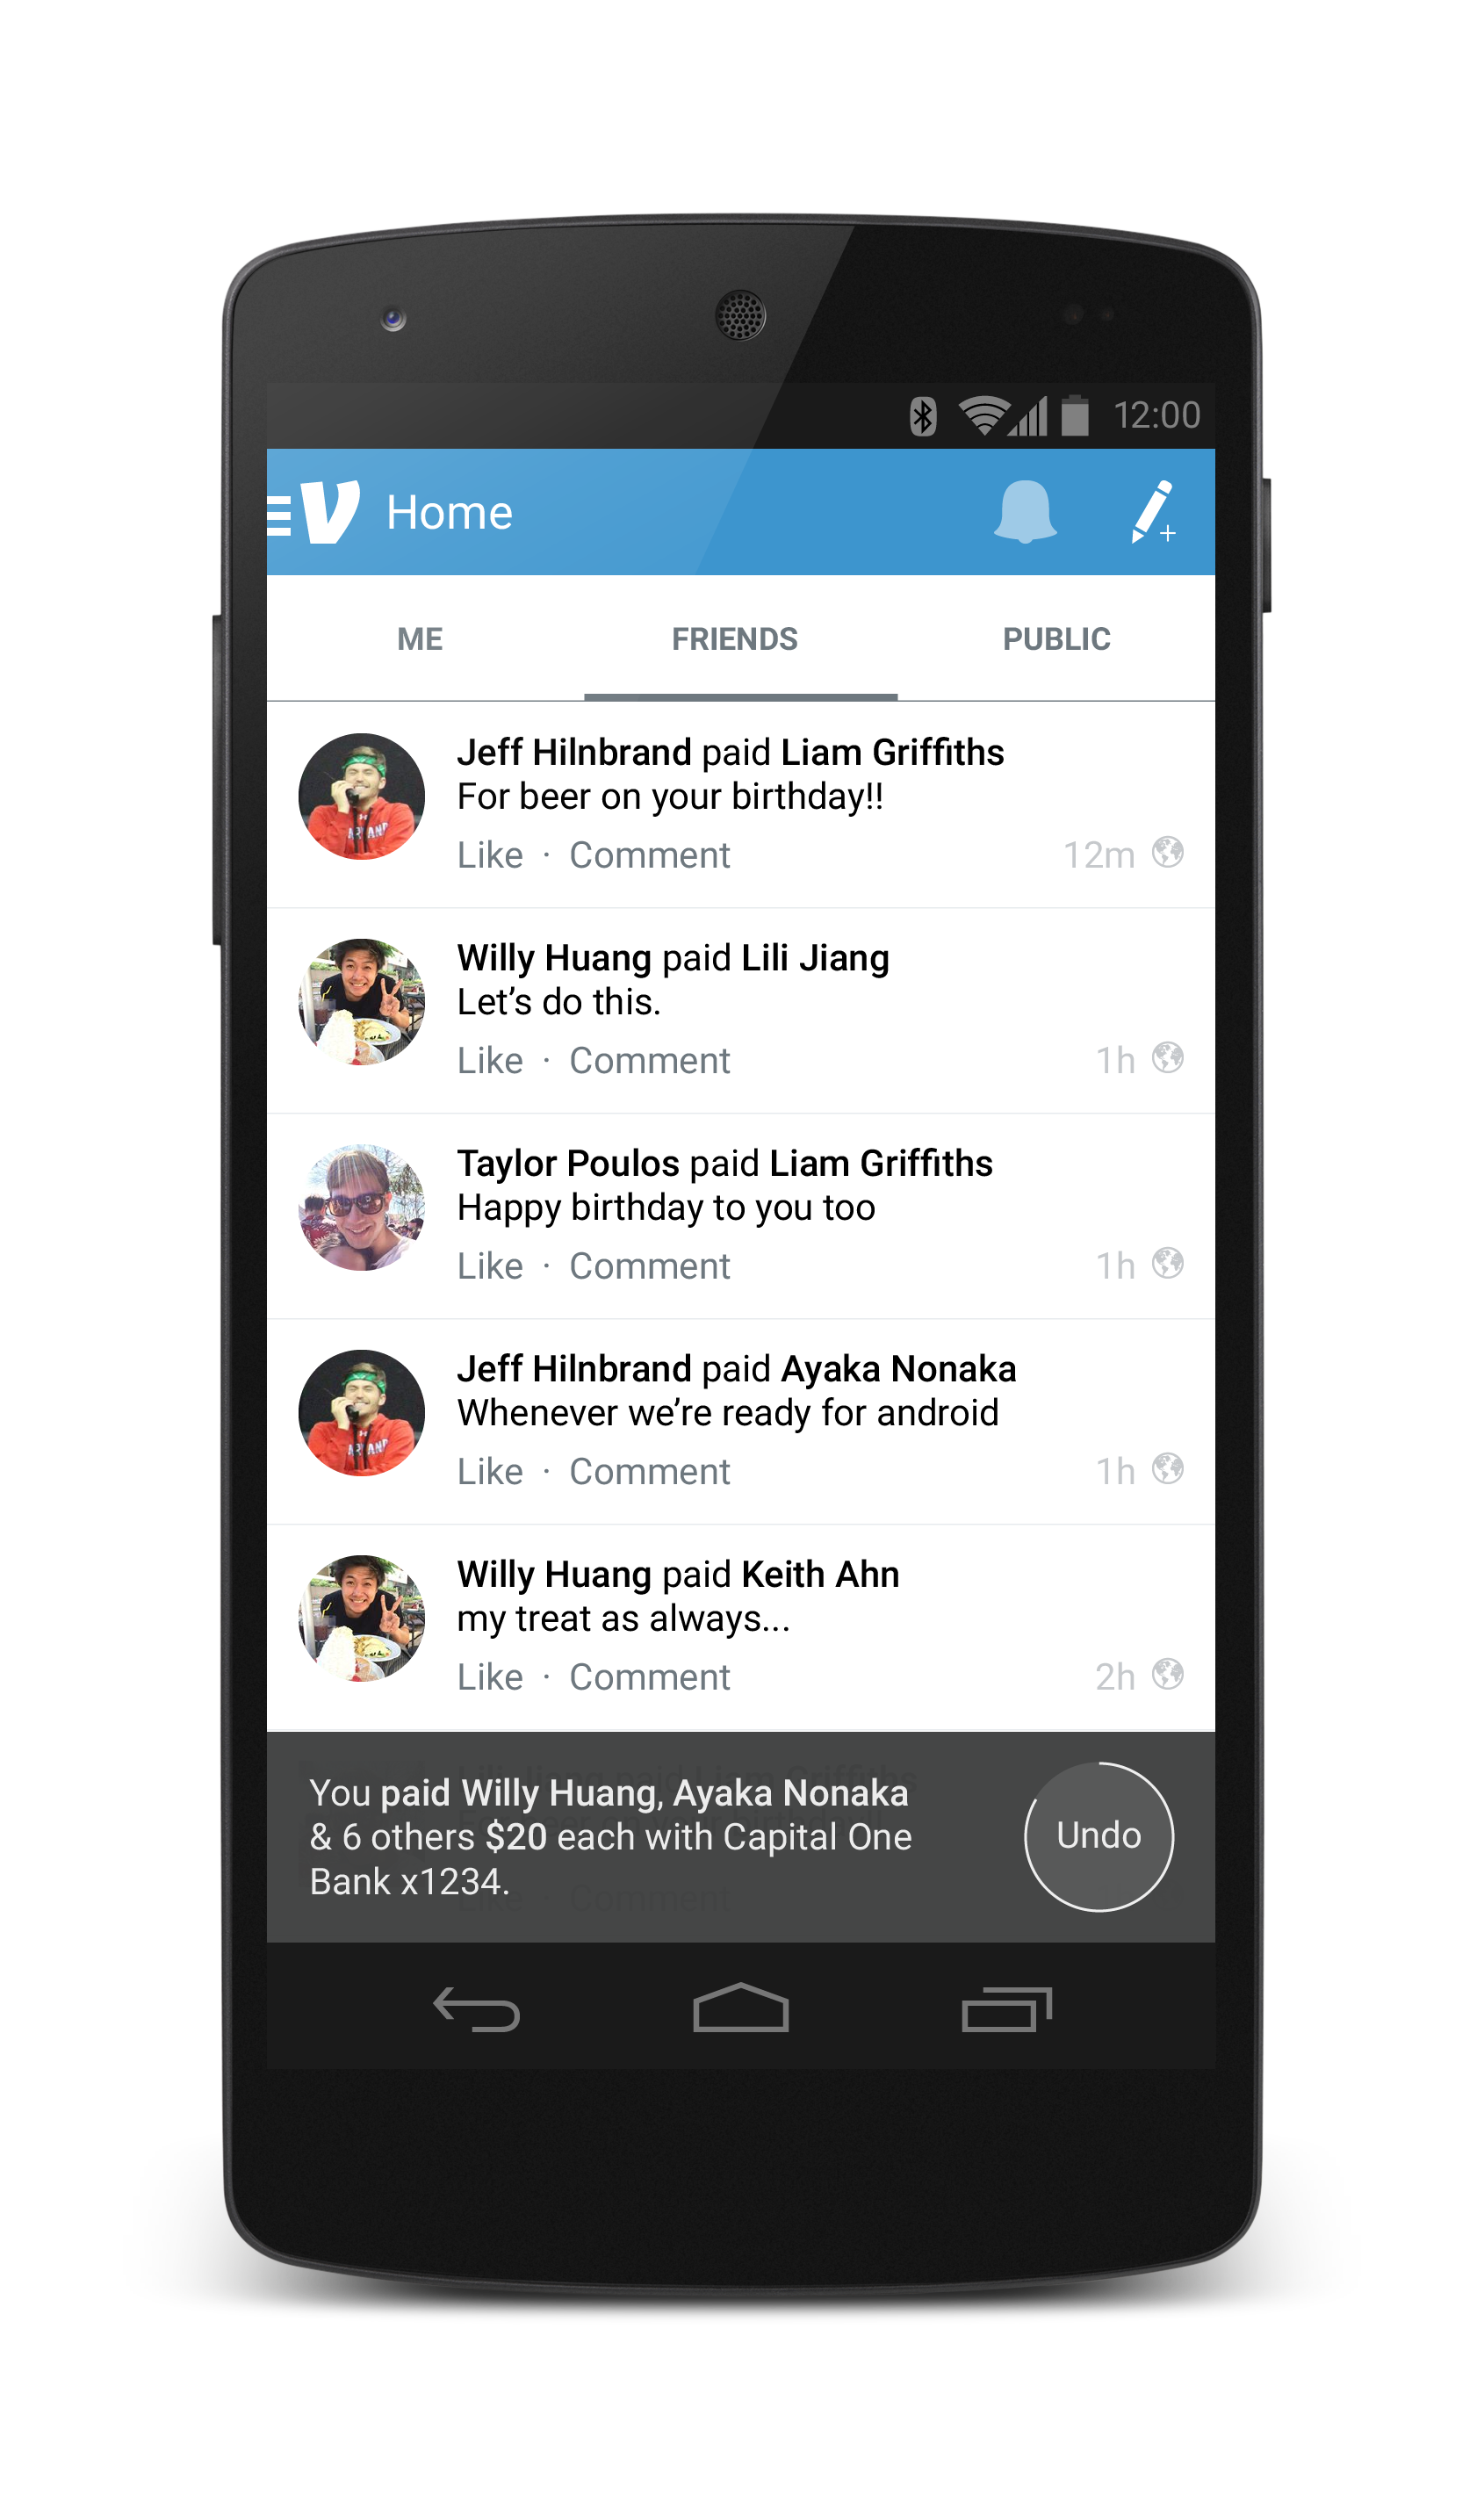 12:00
Home
ME FRIENDS PUBLIC
Jeff Hilnbrand paid Liam Griffiths
For beer on your birthday!!
Like · Comment 12m
Willy Huang paid Lili Jiang
Let’s do this.
Like · Comment 1h
Taylor Poulos paid Liam Griffiths
Happy birthday to you too
Like · Comment 1h
Jeff Hilnbrand paid Ayaka Nonaka
Whenever we’re ready for android
Like · Comment 1h
Willy Huang paid Keith Ahn
my treat as always...
Like · Comment 2h
You paid Willy Huang, Ayaka Nonaka
& 6 others $20 each with Capital One
Bank x1234.
Undo